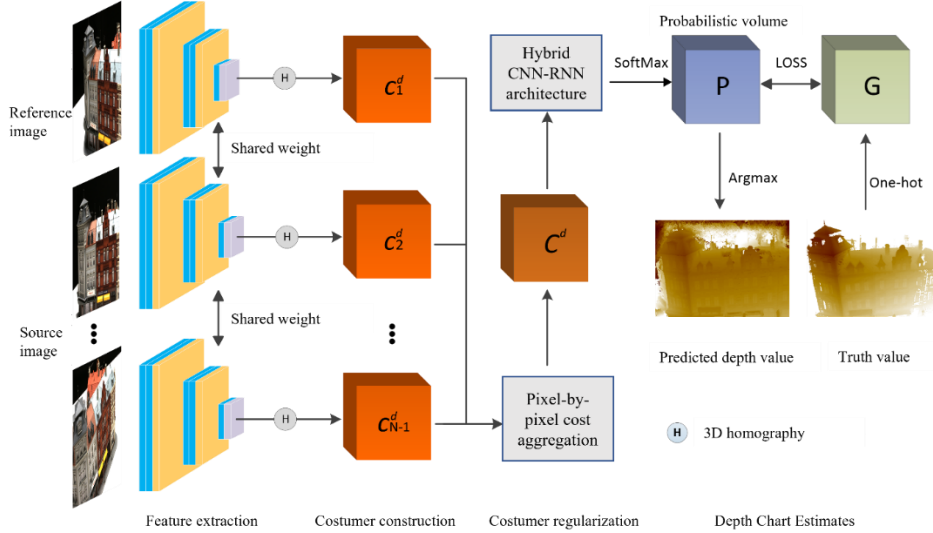 Reference
image
Source
image
H
H
H
Shared weight
Shared weight
C₁ᵈ
C₂ᵈ
Cᵈ_N-1
Hybrid
CNN-RNN
architecture
Cᵈ
Pixel-by-
pixel cost
aggregation
SoftMax
Probabilistic volume
P
LOSS
G
Argmax
One-hot
Predicted depth value
Truth value
H
3D homography
Feature extraction
Costumer construction
Costumer regularization
Depth Chart Estimates